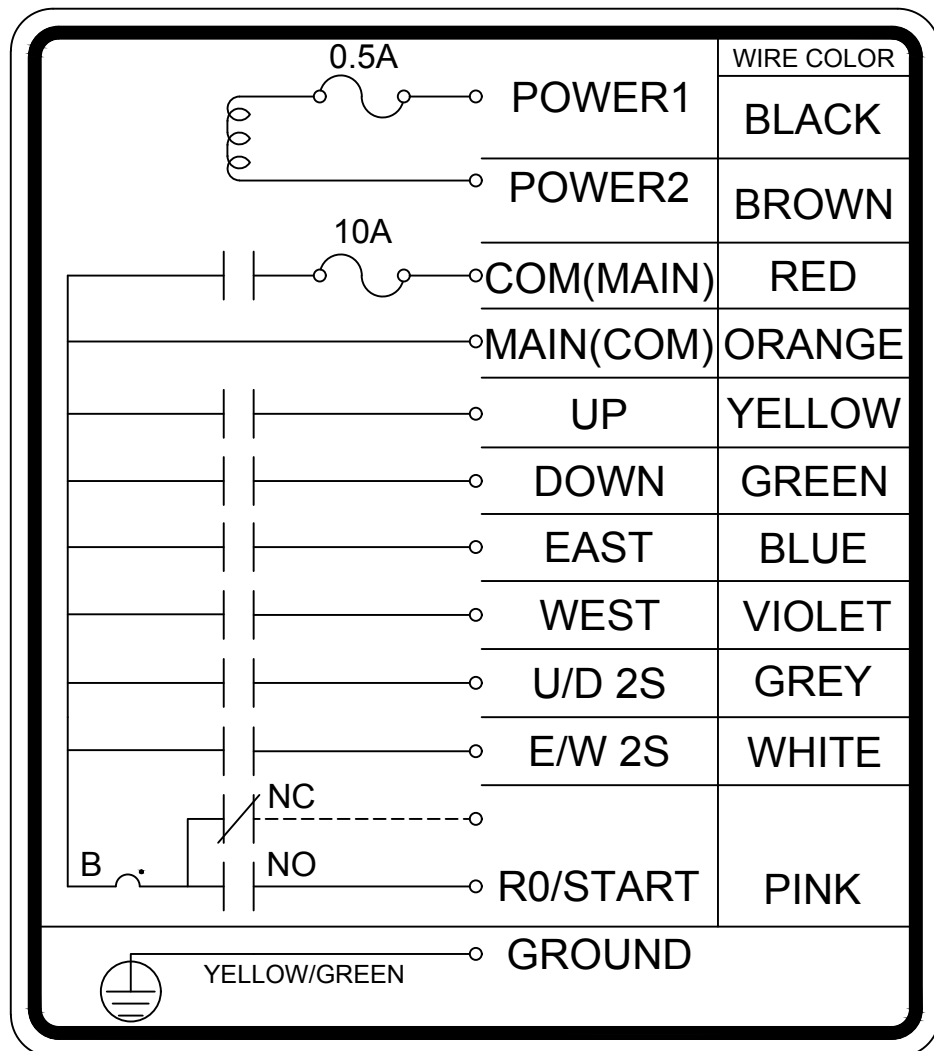 WIRE COLOR
0.5A
POWER1 BLACK
POWER2 BROWN
10A
COM(MAIN) RED
MAIN(COM) ORANGE
UP YELLOW
DOWN GREEN
EAST BLUE
WEST VIOLET
U/D 2S GREY
E/W 2S WHITE
NC
B NO R0/START PINK
YELLOW/GREEN GROUND